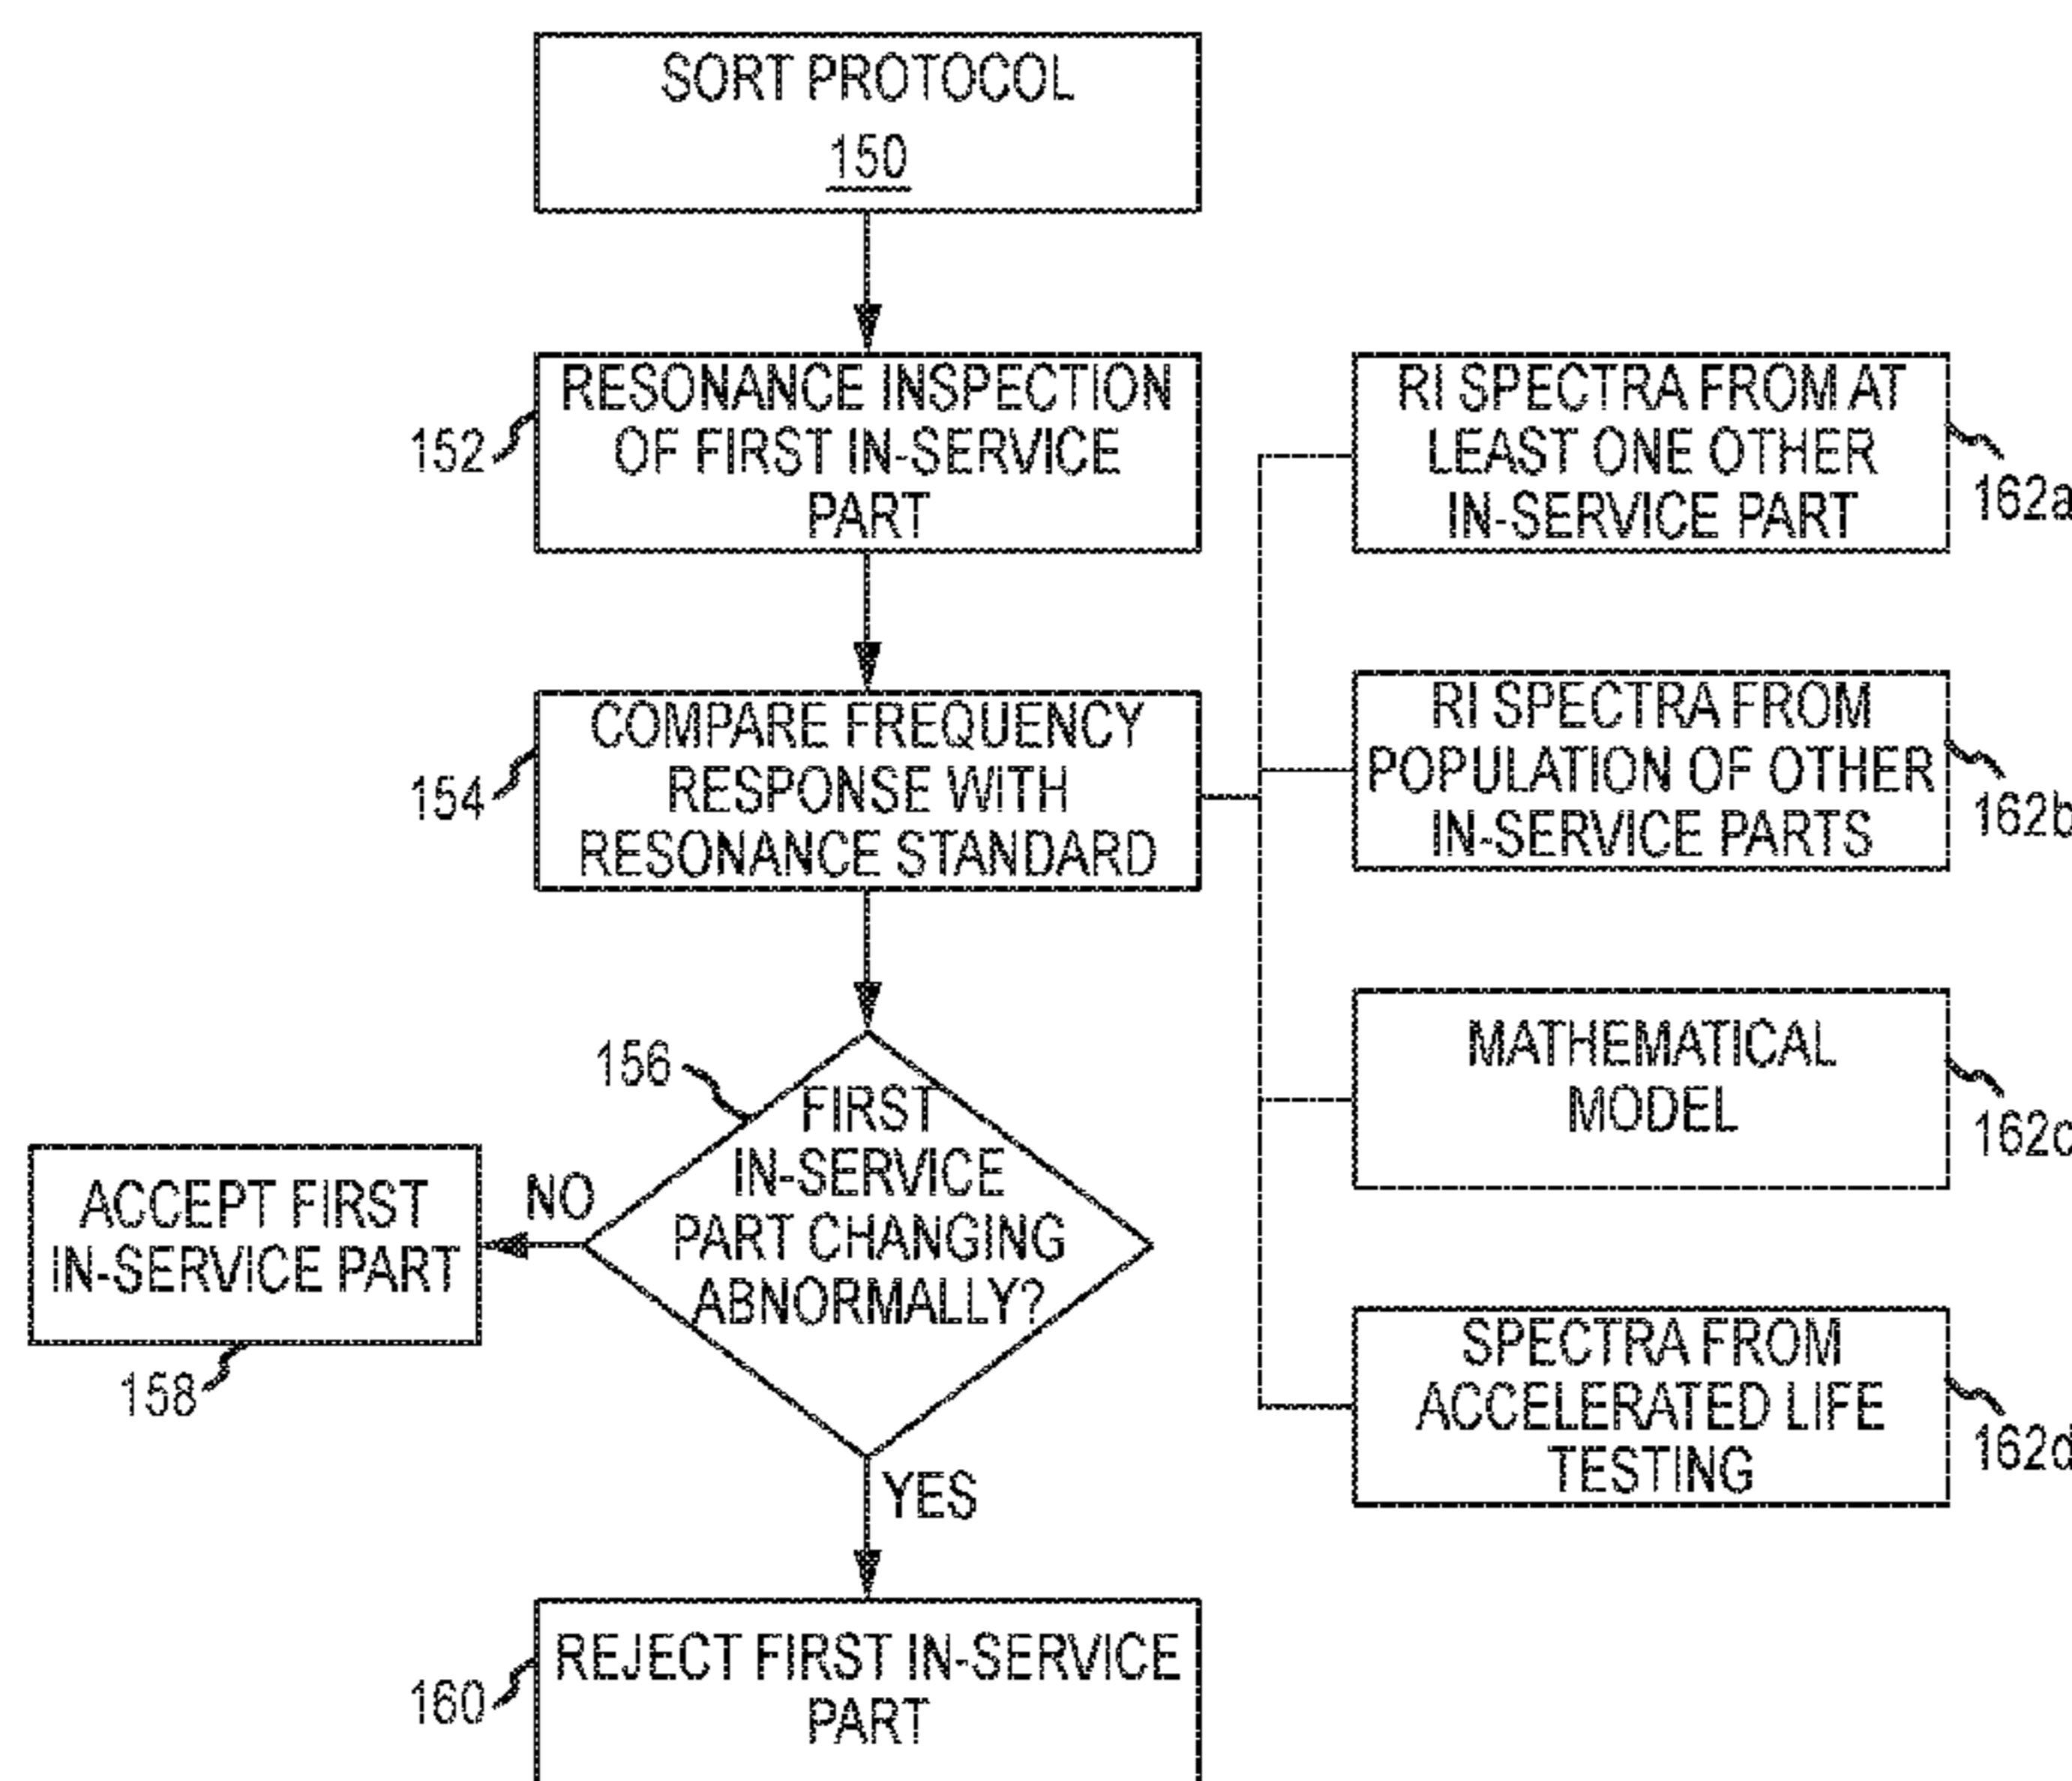 SORT PROTOCOL
150
RESONANCE INSPECTION
OF FIRST IN-SERVICE
PART
152
RI SPECTRA FROM AT
LEAST ONE OTHER
IN-SERVICE PART
162a
COMPARE FREQUENCY
RESPONSE WITH
RESONANCE STANDARD
154
RI SPECTRA FROM
POPULATION OF OTHER
IN-SERVICE PARTS
162b
MATHEMATICAL
MODEL
162c
156
FIRST
IN-SERVICE
PART CHANGING
ABNORMALLY?
NO
ACCEPT FIRST
IN-SERVICE PART
158
SPECTRA FROM
ACCELERATED LIFE
TESTING
162d
YES
REJECT FIRST IN-SERVICE
PART
160